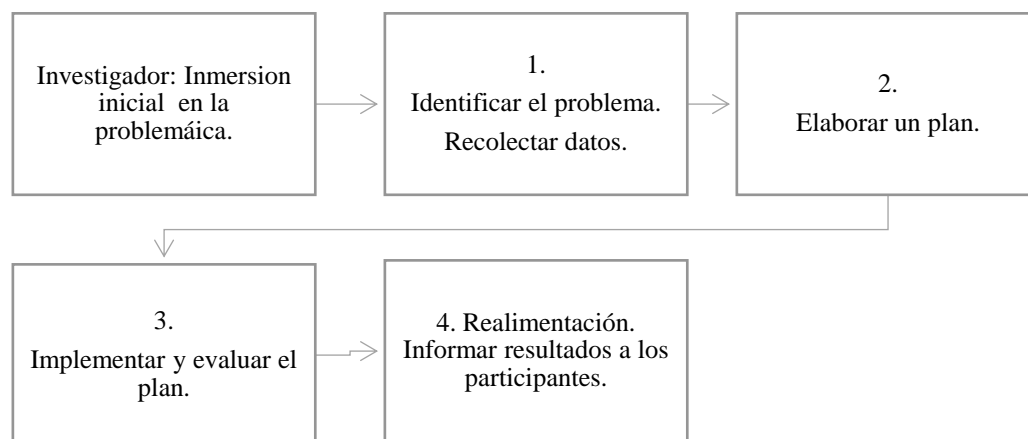 Investigador: Inmersion
inicial en la
problemáica.
1.
Identificar el problema.
Recolectar datos.
2.
Elaborar un plan.
3.
Implementar y evaluar el
plan.
4. Realimentación.
Informar resultados a los
participantes.